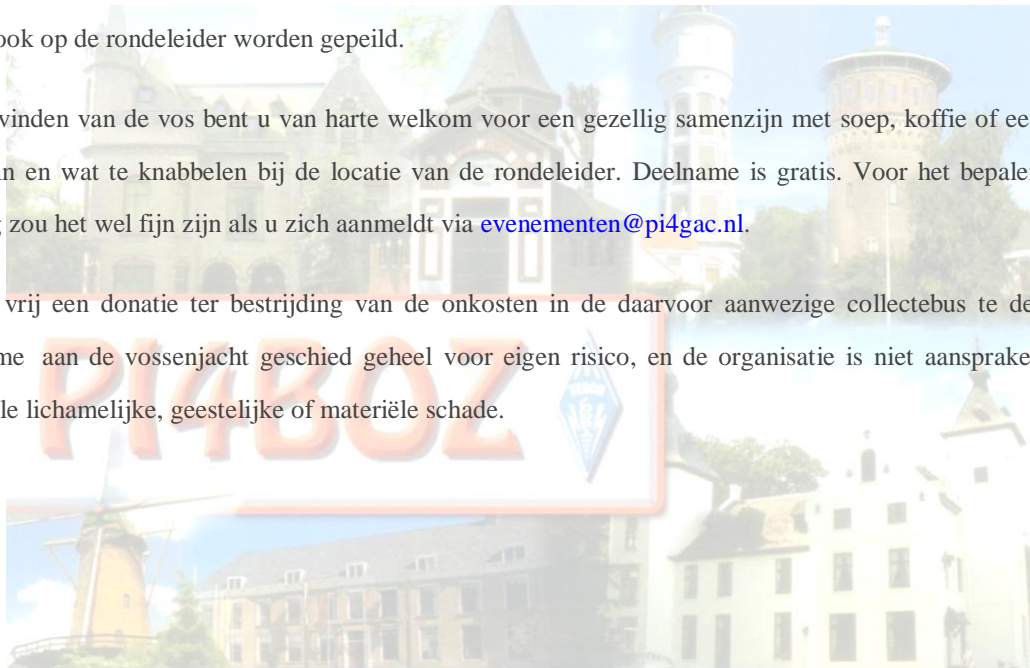 ook op de rondeleider worden gepeild.
vinden van de vos bent u van harte welkom voor een gezellig samenzijn met soep, koffie of ee
n en wat te knabbelen bij de locatie van de rondeleider. Deelname is gratis. Voor het bepale
zou het wel fijn zijn als u zich aanmeldt via evenementen@pi4gac.nl.
vrij een donatie ter bestrijding van de onkosten in de daarvoor aanwezige collectebus te de
me aan de vossenjacht geschied geheel voor eigen risico, en de organisatie is niet aansprake
le lichamelijke, geestelijke of materiële schade.
PI4BOZ